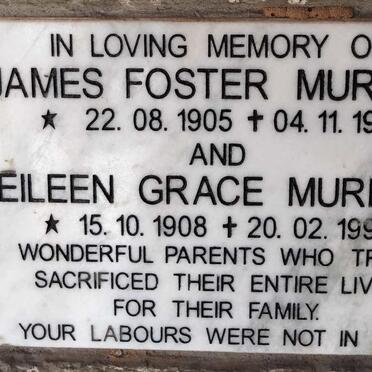 IN LOVING MEMORY O
JAMES FOSTER MUR
★ 22. 08. 1905 ✝ 04. 11. 19
AND
EILEEN GRACE MUR
★ 15. 10. 1908 ✝ 20. 02. 199
WONDERFUL PARENTS WHO TR
SACRIFICED THEIR ENTIRE LIV
FOR THEIR FAMILY.
YOUR LABOURS WERE NOT IN